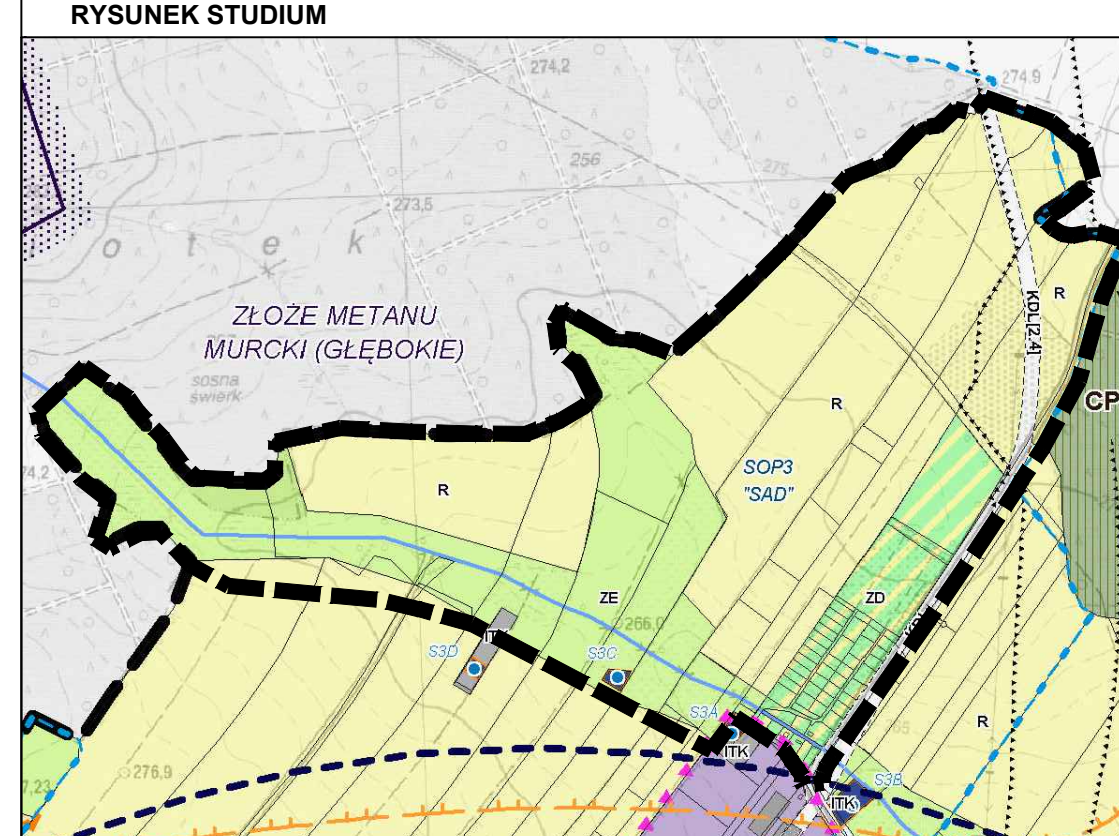 RYSUNEK STUDIUM
274,2
274.9
256
275
273,5
o t e k
R
KDL[2.4]
ZŁOŻE METANU
MURCKI (GŁĘBOKIE)
sosna
świerk
CP
R
74,2
SOP3
"SAD"
R
ZE
ZD
266,0
S3D
S3C
S3A
R
ITK
276,9
S3B
7,23
ITK